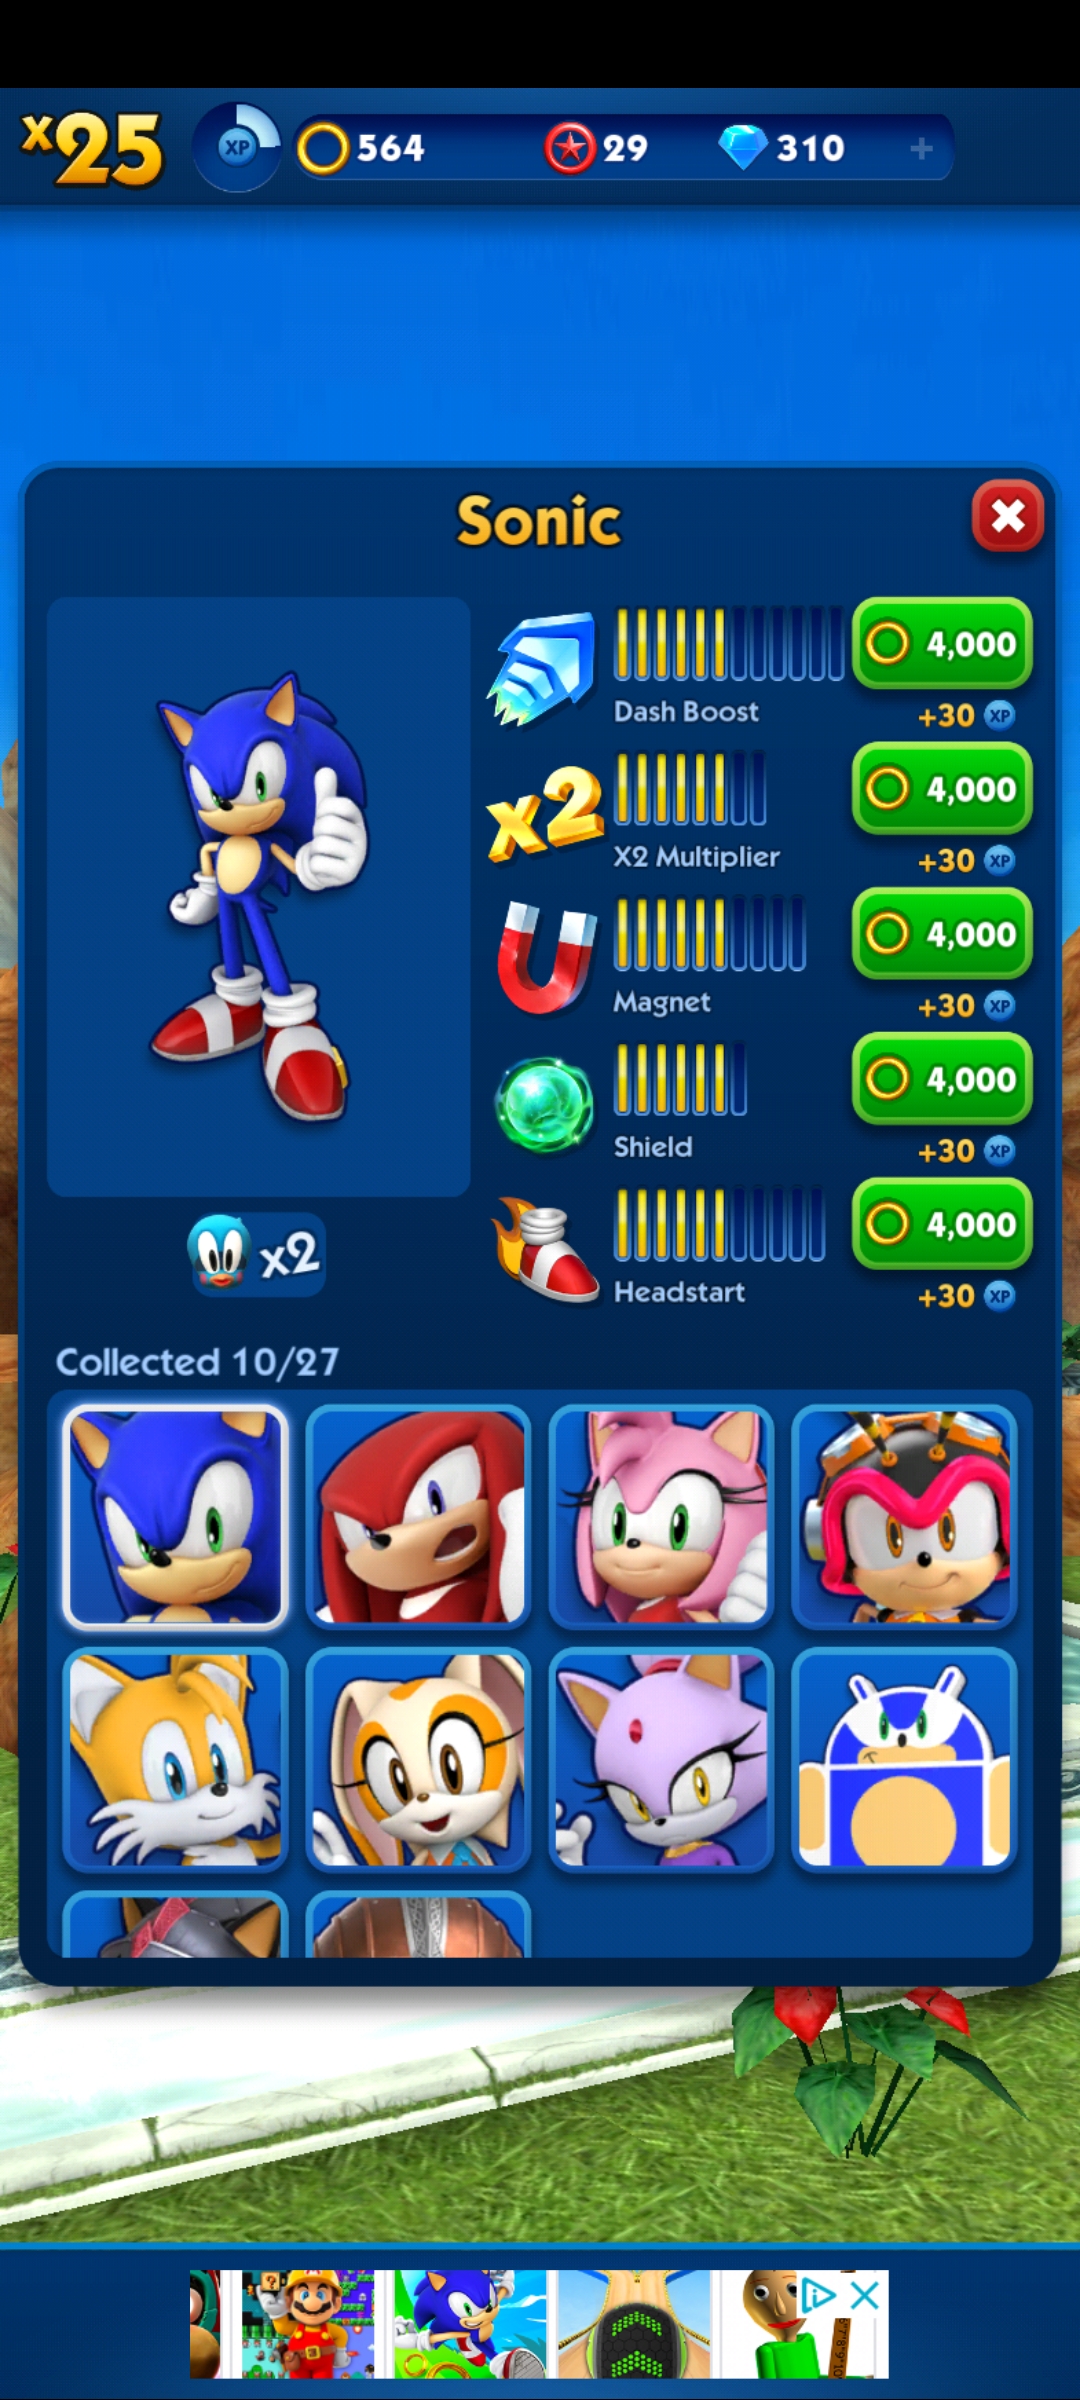 x25 XP 564 29 310 +
Sonic
4,000
Dash Boost
+30 XP
x2
4,000
X2 Multiplier
+30 XP
4,000
Magnet
+30 XP
4,000
Shield
+30 XP
x2
4,000
Headstart
+30 XP
Collected 10/27